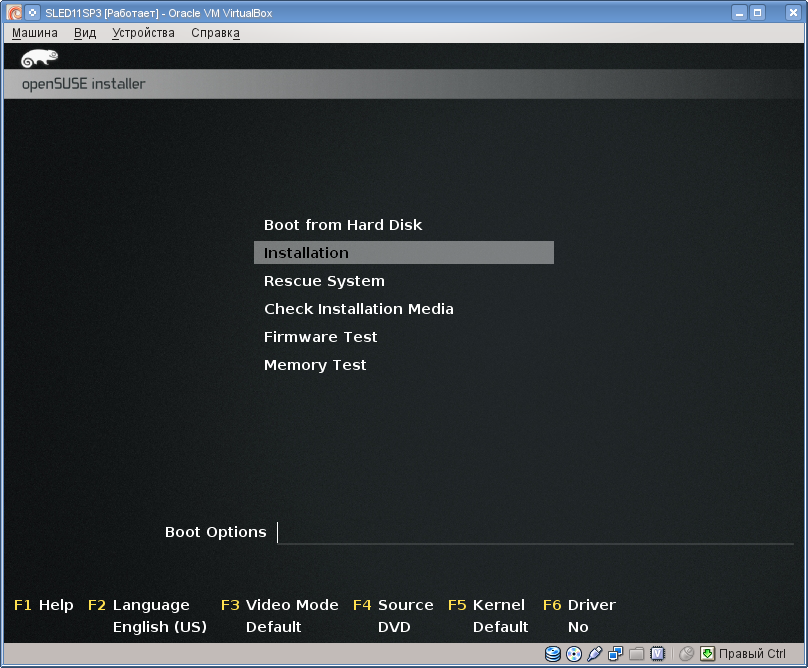 SLED11SP3 [Работает] - Oracle VM VirtualBox
Машина Вид Устройства Справка
openSUSE installer
Boot from Hard Disk
Installation
Rescue System
Check Installation Media
Firmware Test
Memory Test
Boot Options
F1 Help F2 Language F3 Video Mode F4 Source F5 Kernel F6 Driver
English (US) Default DVD Default No
Правый Ctrl